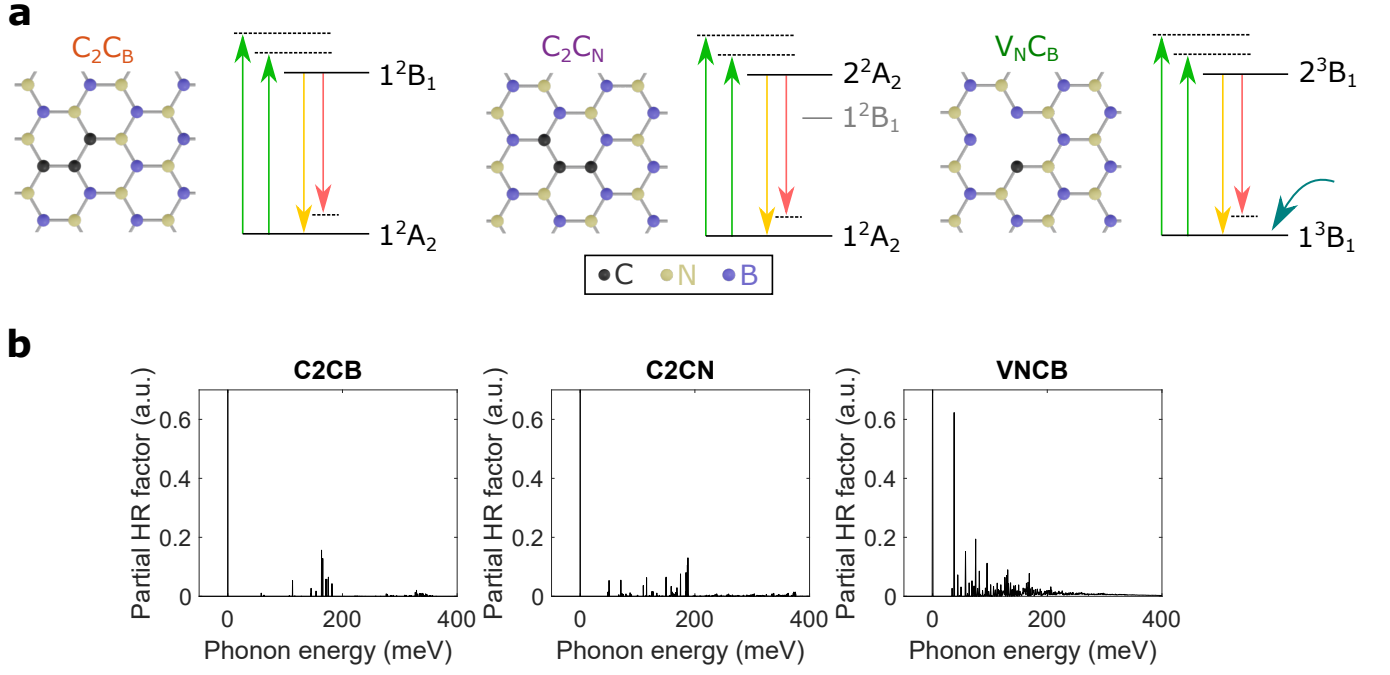 a
C₂C_B
1²B₁
1²A₂
C₂C_N
2²A₂
1²B₁
1²A₂
V_NC_B
2³B₁
1³B₁
C N B
b
C2CB
Partial HR factor (a.u.)
0.6
0.4
0.2
0
0 200 400
Phonon energy (meV)
C2CN
Partial HR factor (a.u.)
0.6
0.4
0.2
0
0 200 400
Phonon energy (meV)
VNCB
Partial HR factor (a.u.)
0.6
0.4
0.2
0
0 200 400
Phonon energy (meV)